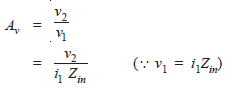 A_v = v_2 / v_1
= v_2 / i_1 Z_in (∵ v_1 = i_1 Z_in)